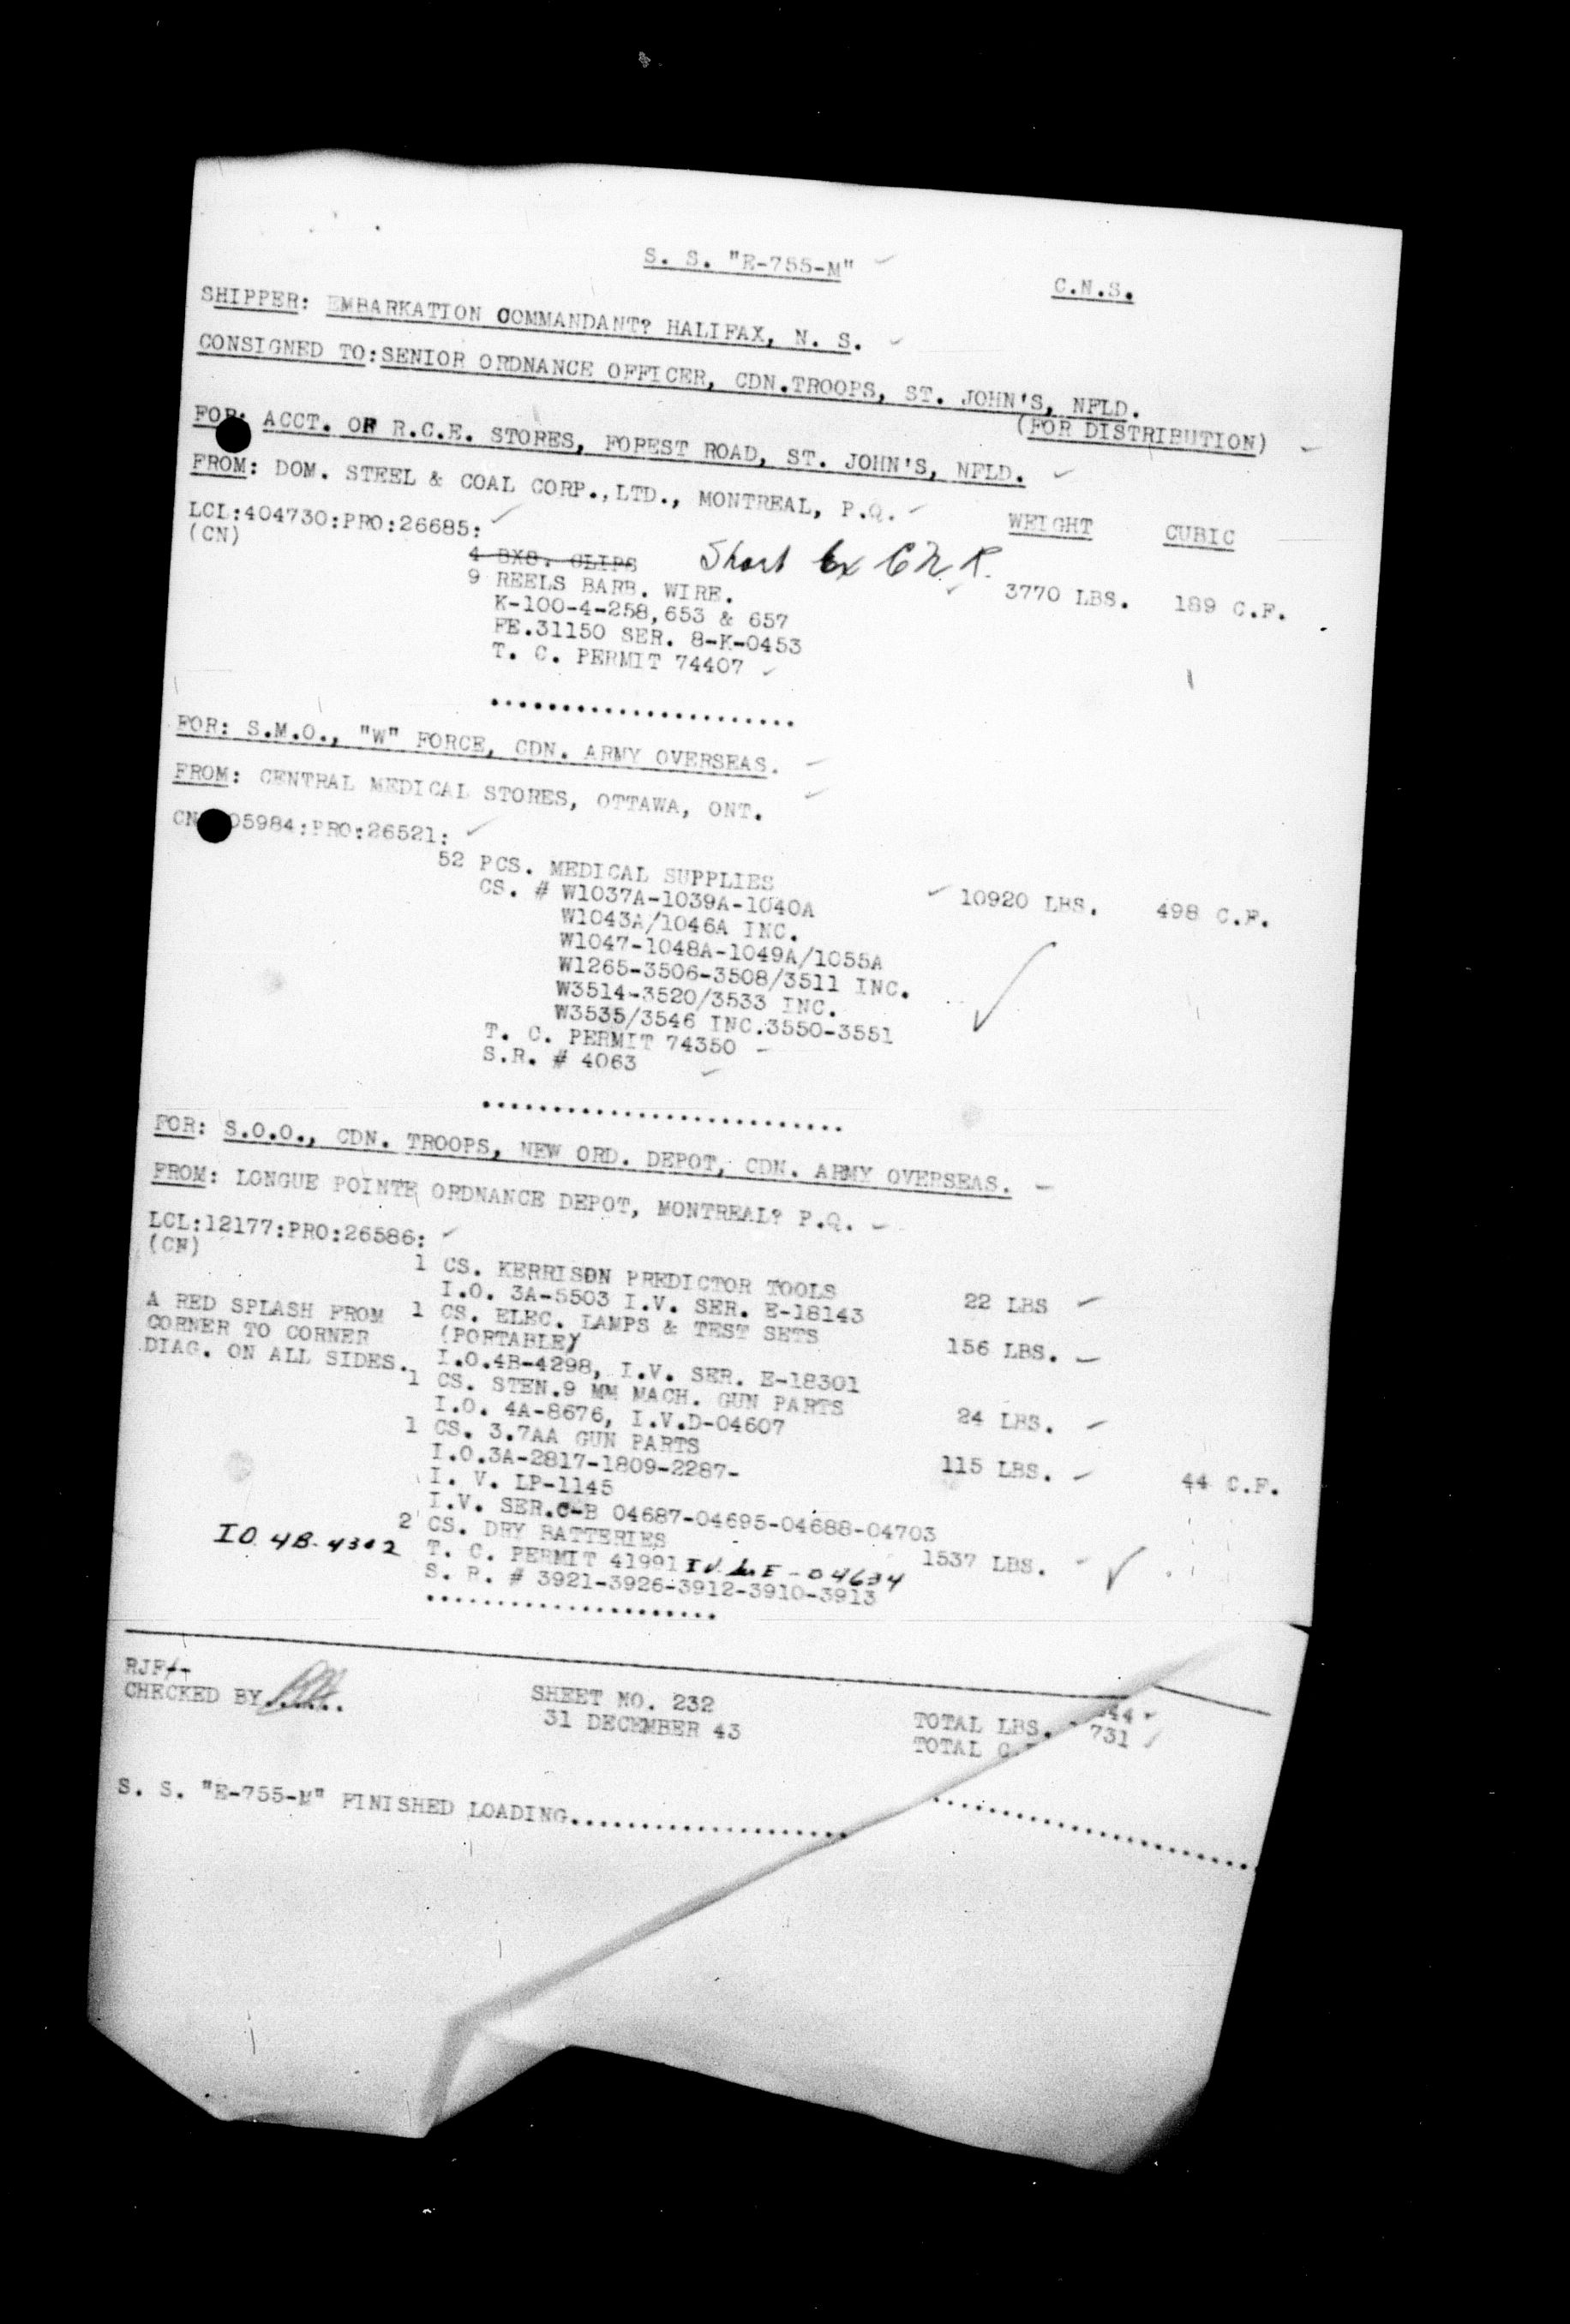 S. S. "E-755-M"
C.N.S.
SHIPPER: EMBARKATION COMMANDANT? HALIFAX, N. S.
CONSIGNED TO:SENIOR ORDNANCE OFFICER, CDN.TROOPS, ST. JOHN'S, NFLD.
(FOR DISTRIBUTION)
FOR: ACCT. OF R.C.E. STORES, FOREST ROAD, ST. JOHN'S, NFLD.
FROM: DOM. STEEL & COAL CORP.,LTD., MONTREAL, P.Q.
WEIGHT CUBIC
LCL:404730:PRO:26685:
(CN)
4 BXS. CLIPS Short Ex CNR.
9 REELS BARB. WIRE. 3770 LBS. 189 C.F.
K-100-4-258,653 & 657
FE.31150 SER. 8-K-0453
T. C. PERMIT 74407
......................
FOR: S.M.O., "W" FORCE, CDN. ARMY OVERSEAS.
FROM: CENTRAL MEDICAL STORES, OTTAWA, ONT.
CN 05984:PRO:26521:
52 PCS. MEDICAL SUPPLIES 10920 LBS. 498 C.F.
CS. # W1037A-1039A-1040A
W1043A/1046A INC.
W1047-1048A-1049A/1055A
W1265-3506-3508/3511 INC.
W3514-3520/3533 INC.
W3535/3546 INC.3550-3551
T. C. PERMIT 74350
S.R. # 4063
..........................
FOR: S.O.O., CDN. TROOPS, NEW ORD. DEPOT, CDN. ARMY OVERSEAS.
FROM: LONGUE POINTE ORDNANCE DEPOT, MONTREAL? P.Q.
LCL:12177:PRO:26586:
(CN)
1 CS. KERRISON PREDICTOR TOOLS 22 LBS
I.O. 3A-5503 I.V. SER. E-18143
A RED SPLASH FROM
CORNER TO CORNER
DIAG. ON ALL SIDES.
1 CS. ELEC. LAMPS & TEST SETS 156 LBS.
(PORTABLE)
I.O.4B-4298, I.V. SER. E-18301
1 CS. STEN.9 MM MACH. GUN PARTS 24 LBS.
I.O. 4A-8676, I.V.D-04607
1 CS. 3.7AA GUN PARTS 115 LBS. 44 C.F.
I.O.3A-2817-1809-2287-
I. V. LP-1145
I.V. SER.C-B 04687-04695-04688-04703
2 CS. DRY BATTERIES 1537 LBS.
IO 4B-4302
T. C. PERMIT 41991 IV E-04634
S. R. # 3921-3926-3912-3910-3913
.....................
RJF
CHECKED BY......
SHEET NO. 232
31 DECEMBER 43
TOTAL LBS. 44
TOTAL C. 731
S. S. "E-755-M" FINISHED LOADING..........................................